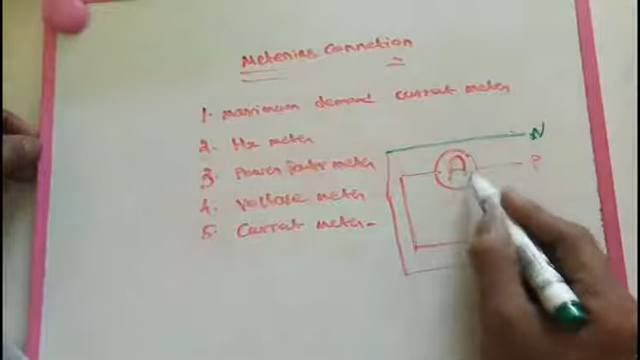 Metering Connection
1. maximum demand current meter
2. Hz meter
3. Power factor meter
4. Voltage meter
5. Current meter
N
A
P